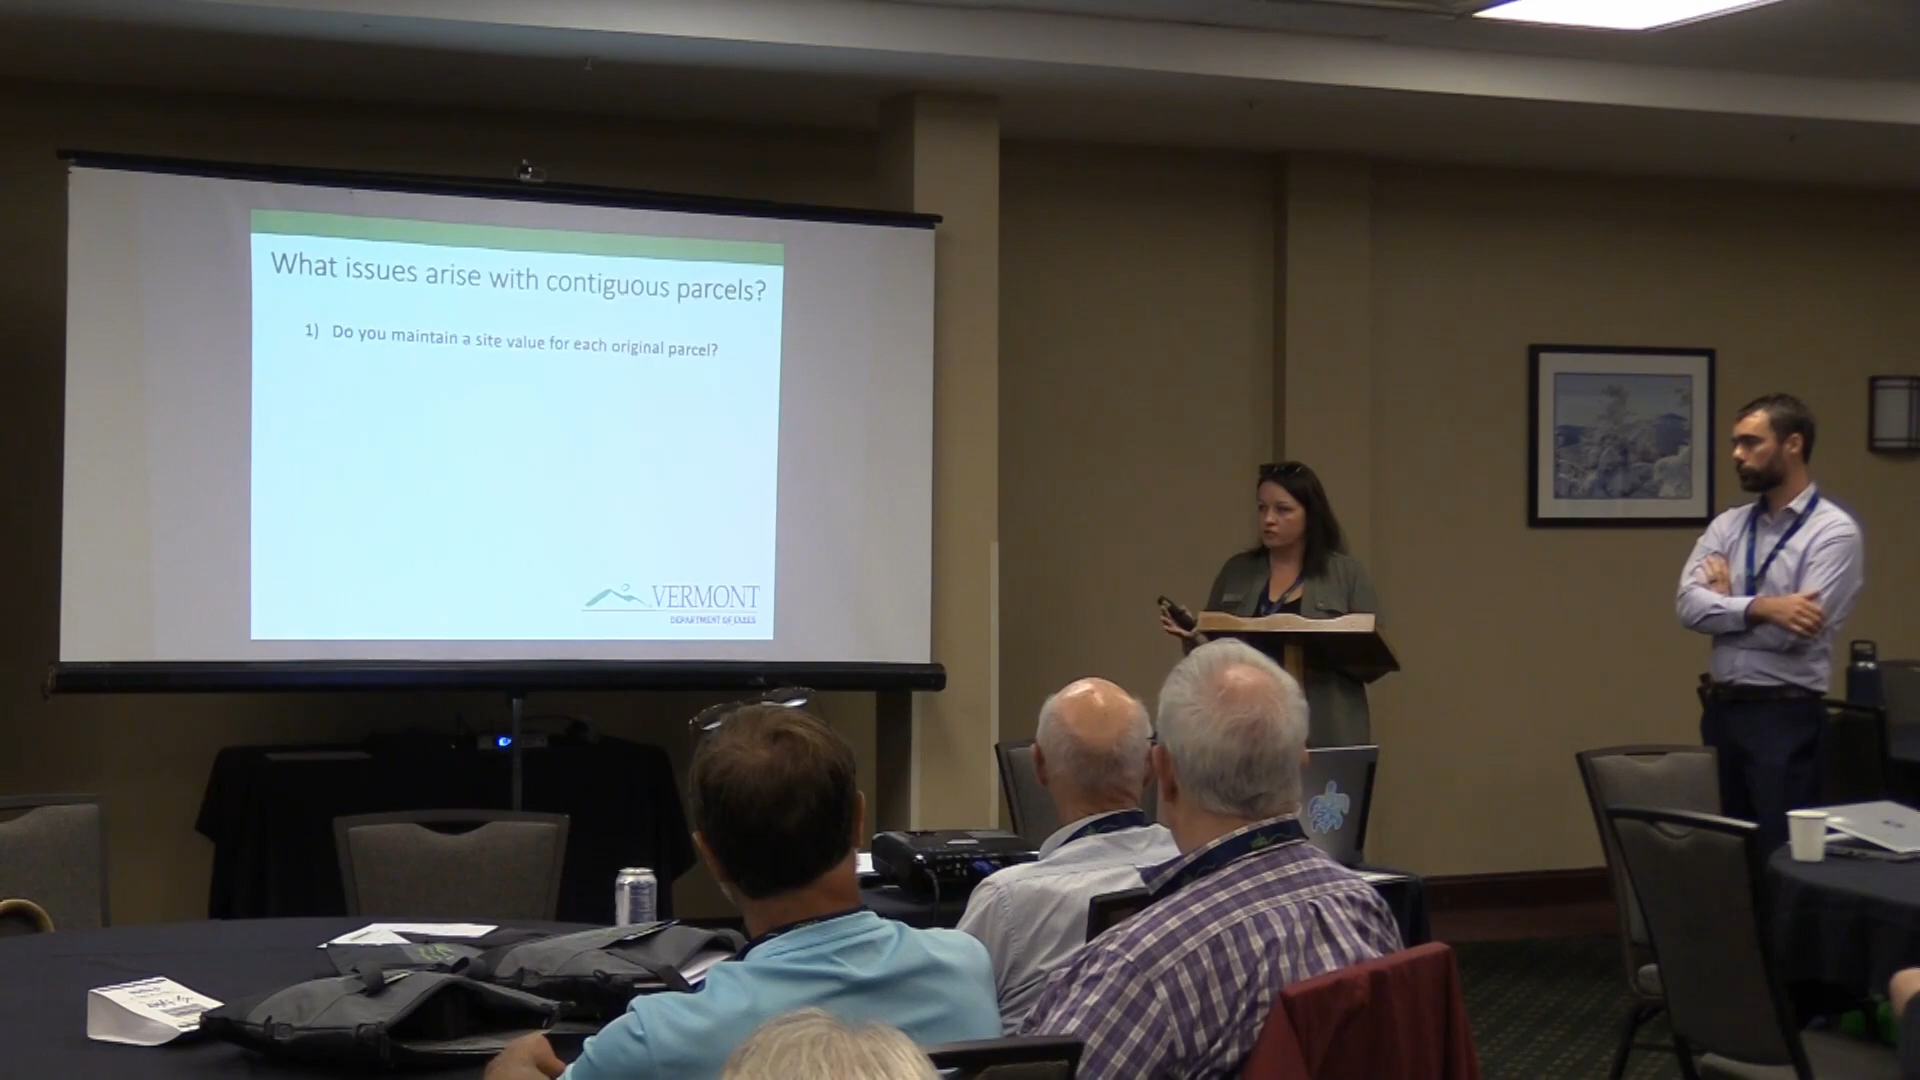 What issues arise with contiguous parcels?
1) Do you maintain a site value for each original parcel?
VERMONT
DEPARTMENT OF TAXES